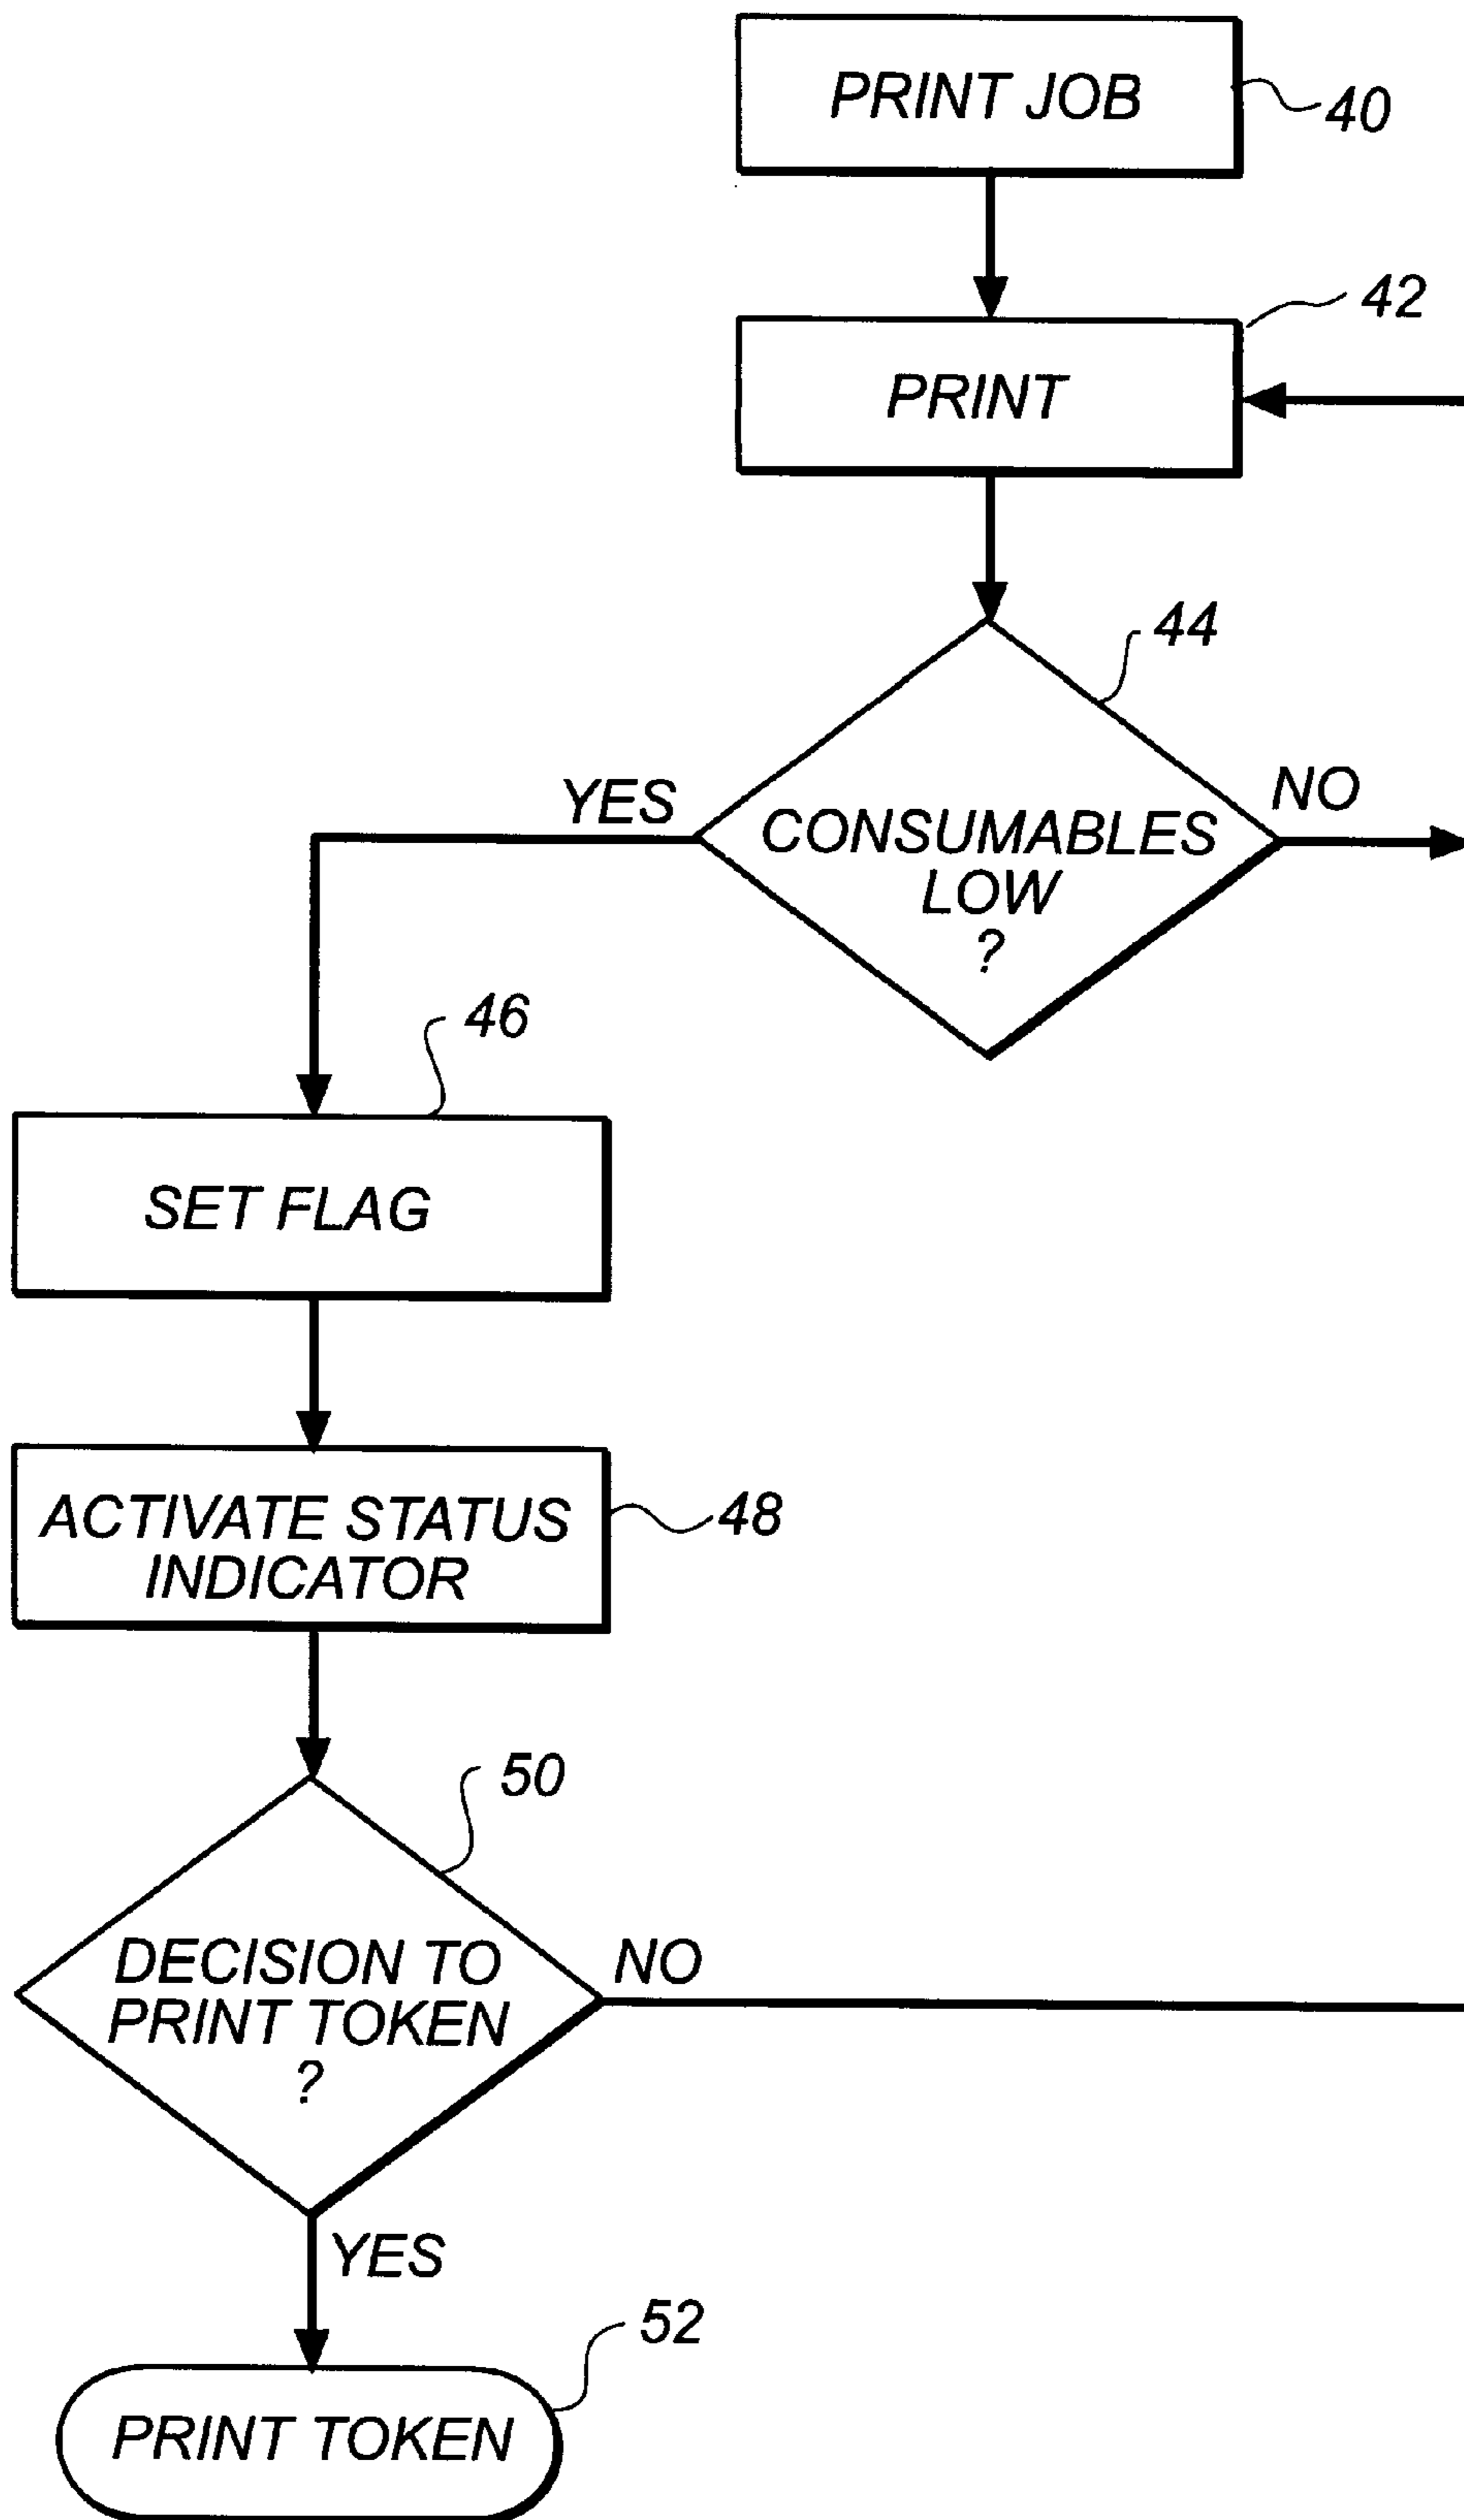 PRINT JOB
40
42
PRINT
44
YES
NO
CONSUMABLES
LOW
?
46
SET FLAG
ACTIVATE STATUS
INDICATOR
48
50
DECISION TO
PRINT TOKEN
?
NO
YES
52
PRINT TOKEN